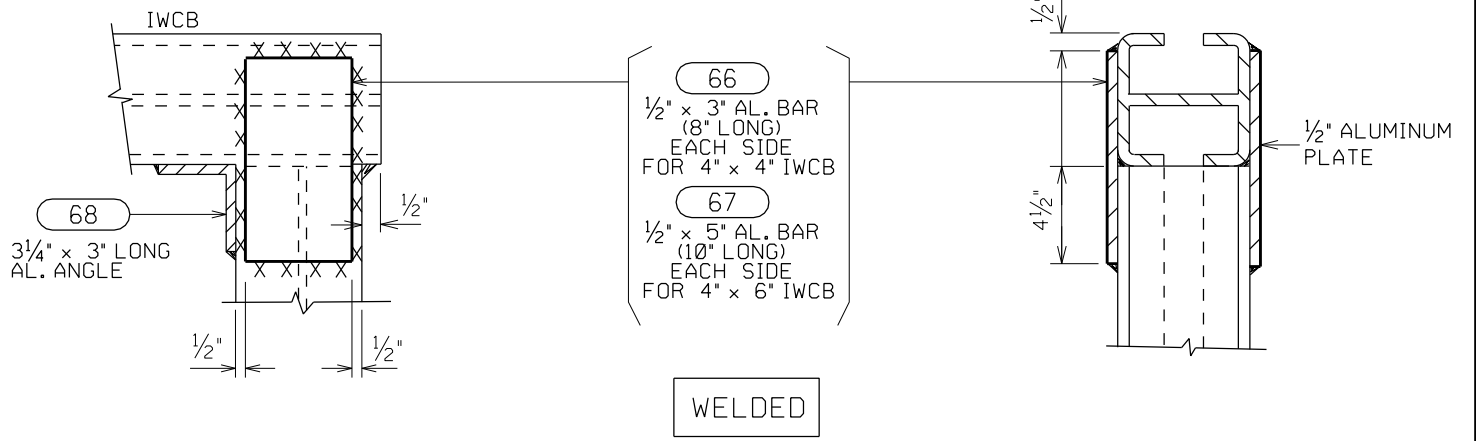 IWCB
68
3¼" x 3" LONG
AL. ANGLE
½"
½"
½"
66
½" x 3" AL. BAR
(8" LONG)
EACH SIDE
FOR 4" x 4" IWCB
67
½" x 5" AL. BAR
(10" LONG)
EACH SIDE
FOR 4" x 6" IWCB
½"
4½"
½" ALUMINUM
PLATE
WELDED